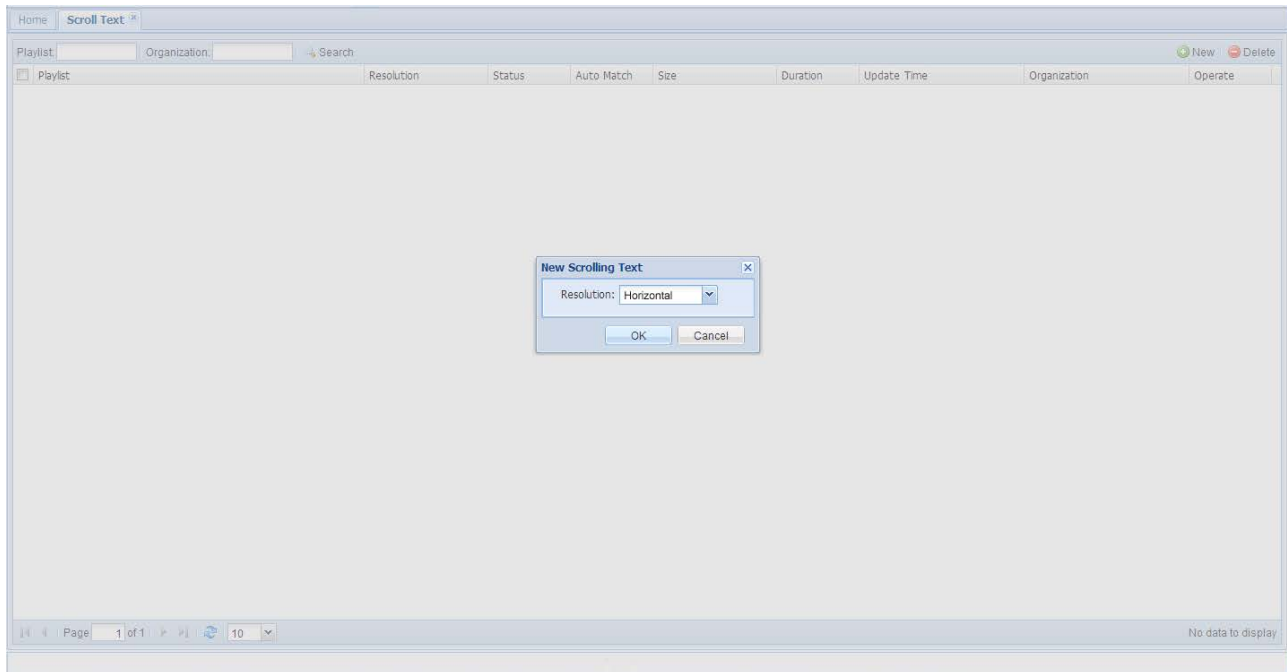 Home Scroll Text
Playlist: Organization: Search New Delete
Playlist Resolution Status Auto Match Size Duration Update Time Organization Operate
New Scrolling Text
Resolution: Horizontal
OK Cancel
Page 1 of 1 10 No data to display